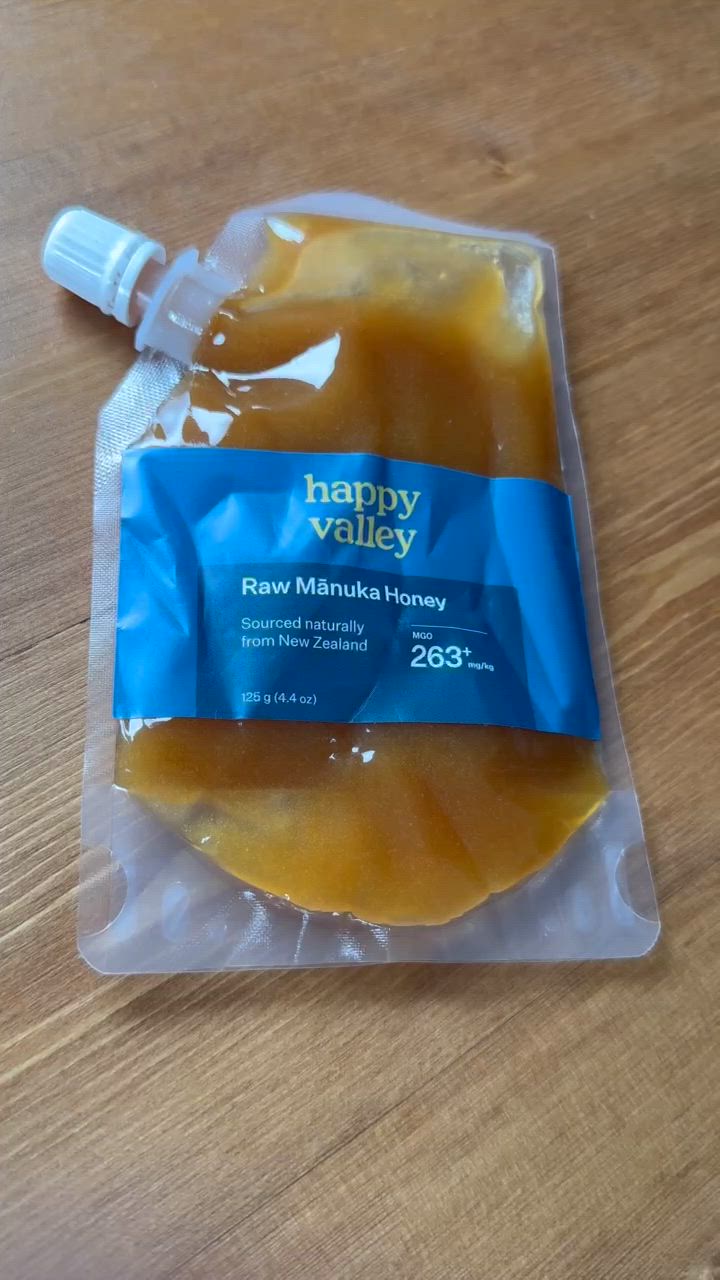 happy
valley
Raw Mānuka Honey
Sourced naturally
from New Zealand
MGO
263+ mg/kg
125 g (4.4 oz)